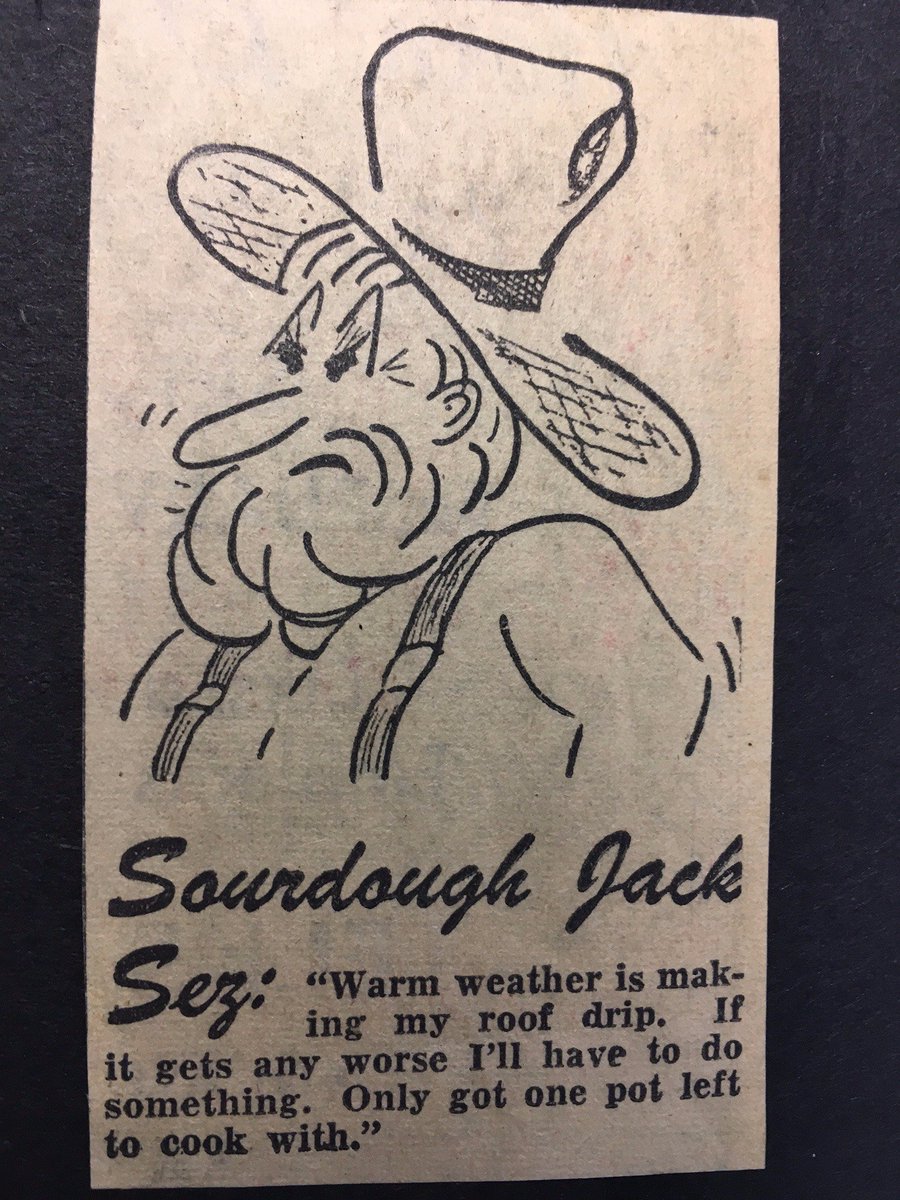 Sourdough Jack
Sez: "Warm weather is mak-
ing my roof drip. If
it gets any worse I'll have to do
something. Only got one pot left
to cook with."